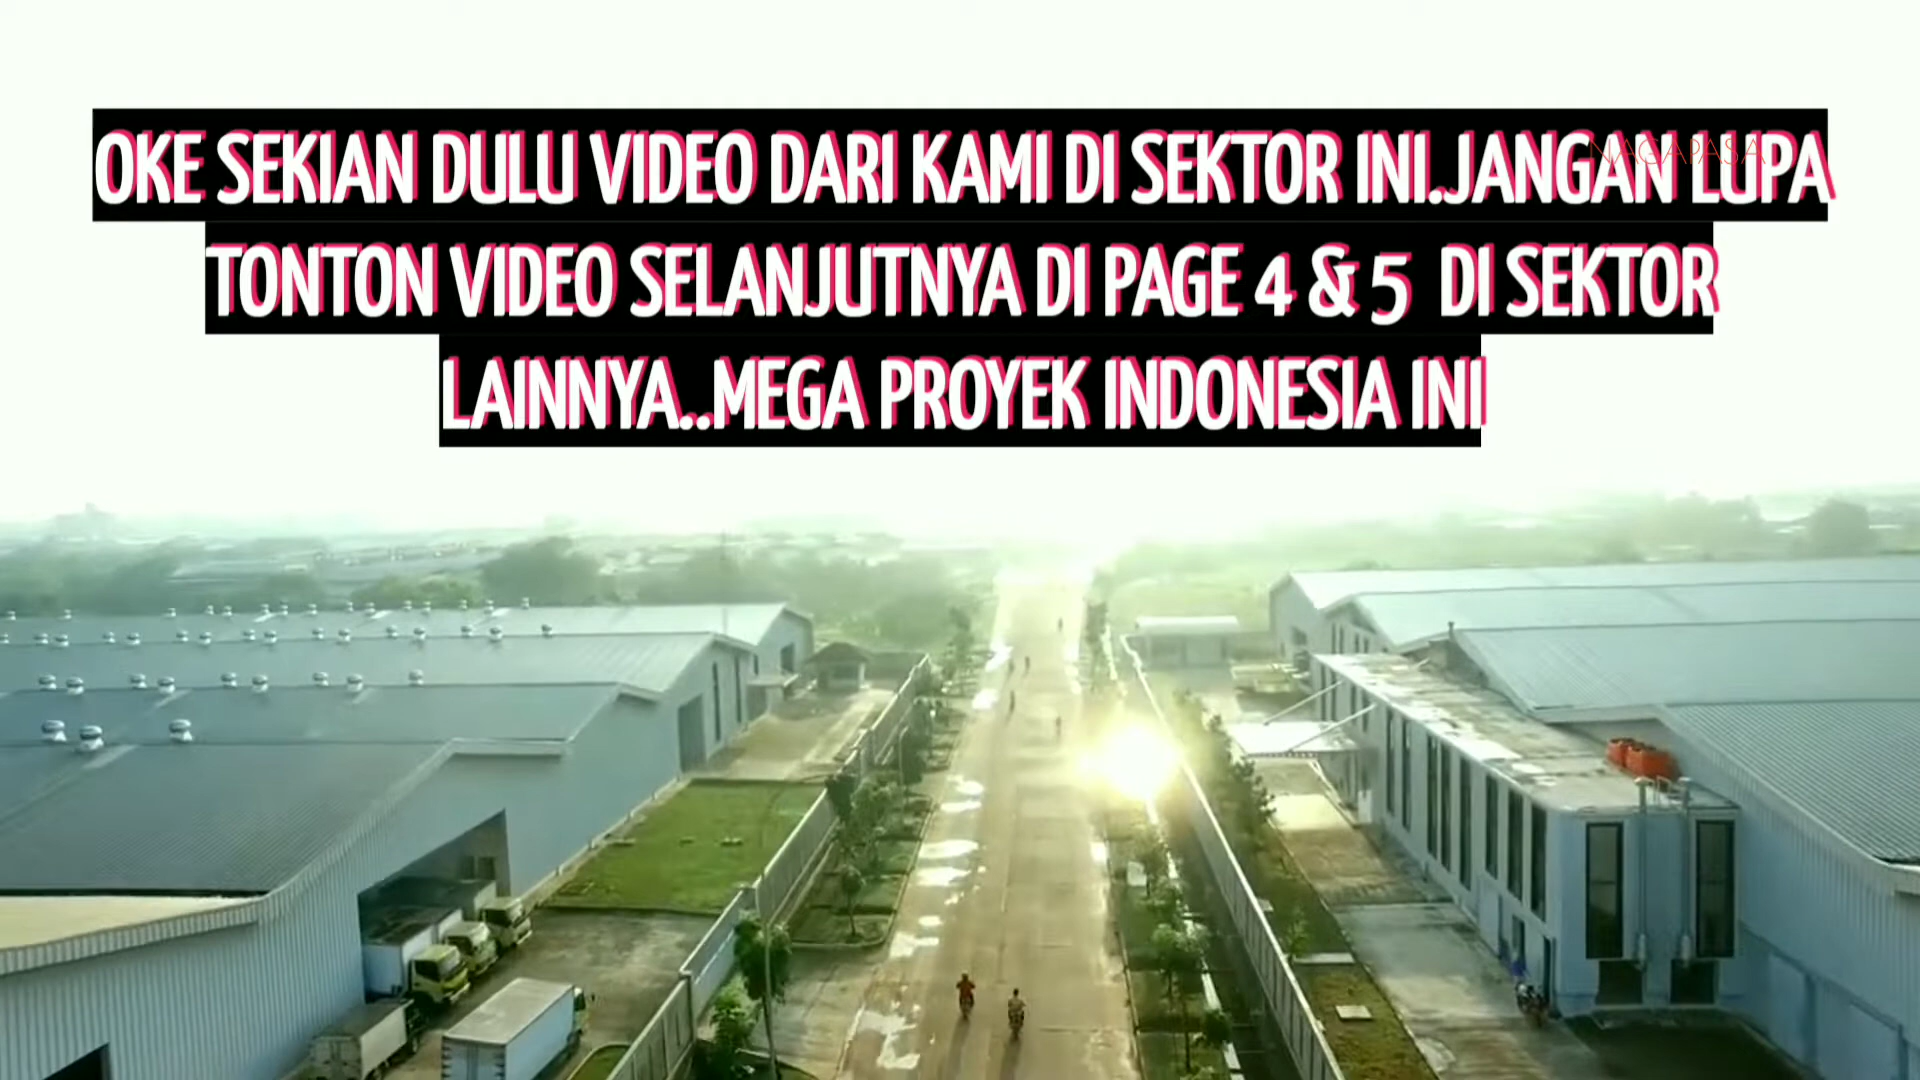 OKE SEKIAN DULU VIDEO DARI KAMI DI SEKTOR INI.JANGAN LUPA
NAGAPASA
TONTON VIDEO SELANJUTNYA DI PAGE 4 & 5 DI SEKTOR
LAINNYA..MEGA PROYEK INDONESIA INI